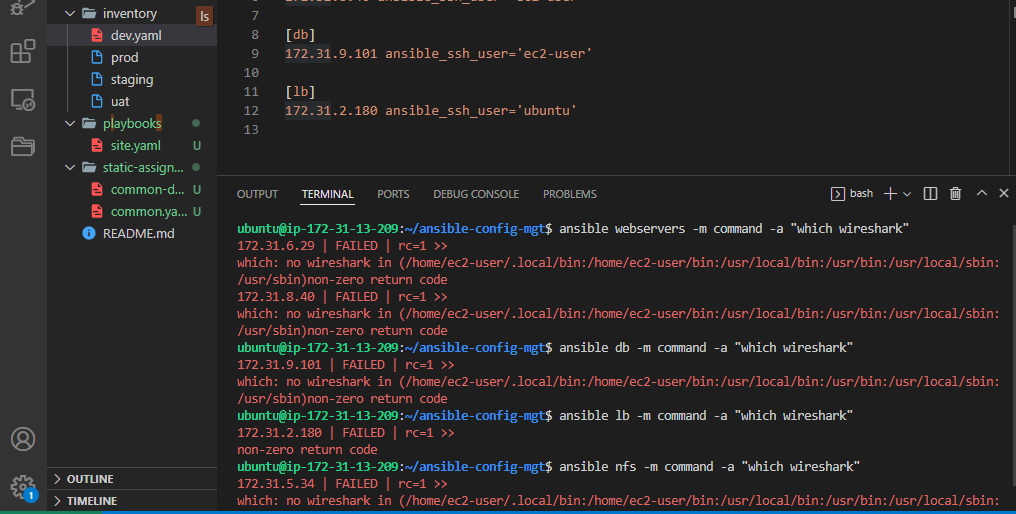 inventory
ls
dev.yaml
prod
staging
uat
playbooks
site.yaml U
static-assign...
common-d... U
common.ya... U
README.md
OUTLINE
TIMELINE
1
7
8 [db]
9 172.31.9.101 ansible_ssh_user='ec2-user'
10
11 [lb]
12 172.31.2.180 ansible_ssh_user='ubuntu'
13
OUTPUT TERMINAL PORTS DEBUG CONSOLE PROBLEMS bash
ubuntu@ip-172-31-13-209:~/ansible-config-mgt$ ansible webservers -m command -a "which wireshark"
172.31.6.29 | FAILED | rc=1 >>
which: no wireshark in (/home/ec2-user/.local/bin:/home/ec2-user/bin:/usr/local/bin:/usr/bin:/usr/local/sbin:
/usr/sbin)non-zero return code
172.31.8.40 | FAILED | rc=1 >>
which: no wireshark in (/home/ec2-user/.local/bin:/home/ec2-user/bin:/usr/local/bin:/usr/bin:/usr/local/sbin:
/usr/sbin)non-zero return code
ubuntu@ip-172-31-13-209:~/ansible-config-mgt$ ansible db -m command -a "which wireshark"
172.31.9.101 | FAILED | rc=1 >>
which: no wireshark in (/home/ec2-user/.local/bin:/home/ec2-user/bin:/usr/local/bin:/usr/bin:/usr/local/sbin:
/usr/sbin)non-zero return code
ubuntu@ip-172-31-13-209:~/ansible-config-mgt$ ansible lb -m command -a "which wireshark"
172.31.2.180 | FAILED | rc=1 >>
non-zero return code
ubuntu@ip-172-31-13-209:~/ansible-config-mgt$ ansible nfs -m command -a "which wireshark"
172.31.5.34 | FAILED | rc=1 >>
which: no wireshark in (/home/ec2-user/.local/bin:/home/ec2-user/bin:/usr/local/bin:/usr/bin:/usr/local/sbin: